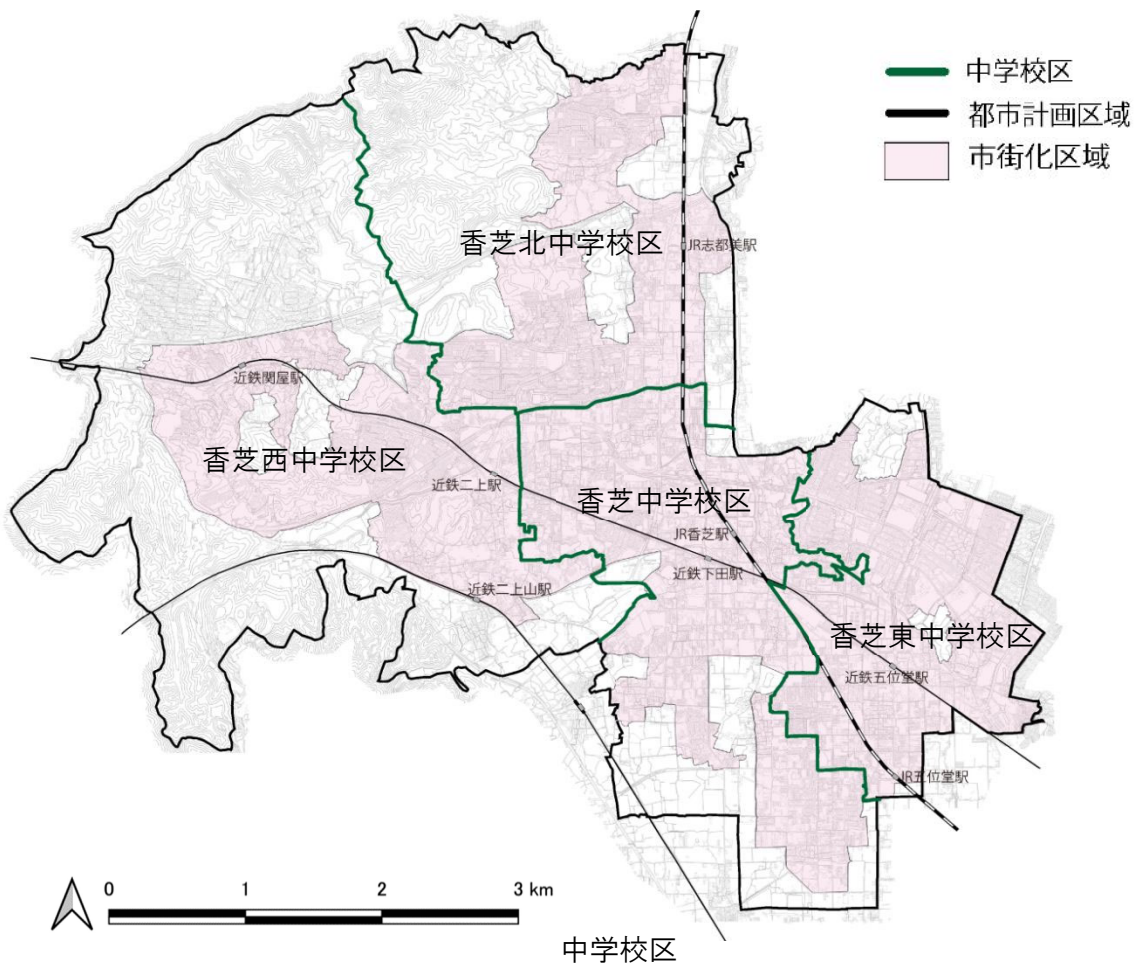 中学校区
都市計画区域
市街化区域
香芝北中学校区
JR志都美駅
近鉄関屋駅
香芝西中学校区
近鉄二上駅
香芝中学校区
JR香芝駅
近鉄下田駅
近鉄二上山駅
香芝東中学校区
近鉄五位堂駅
JR五位堂駅
0 1 2 3 km
中学校区